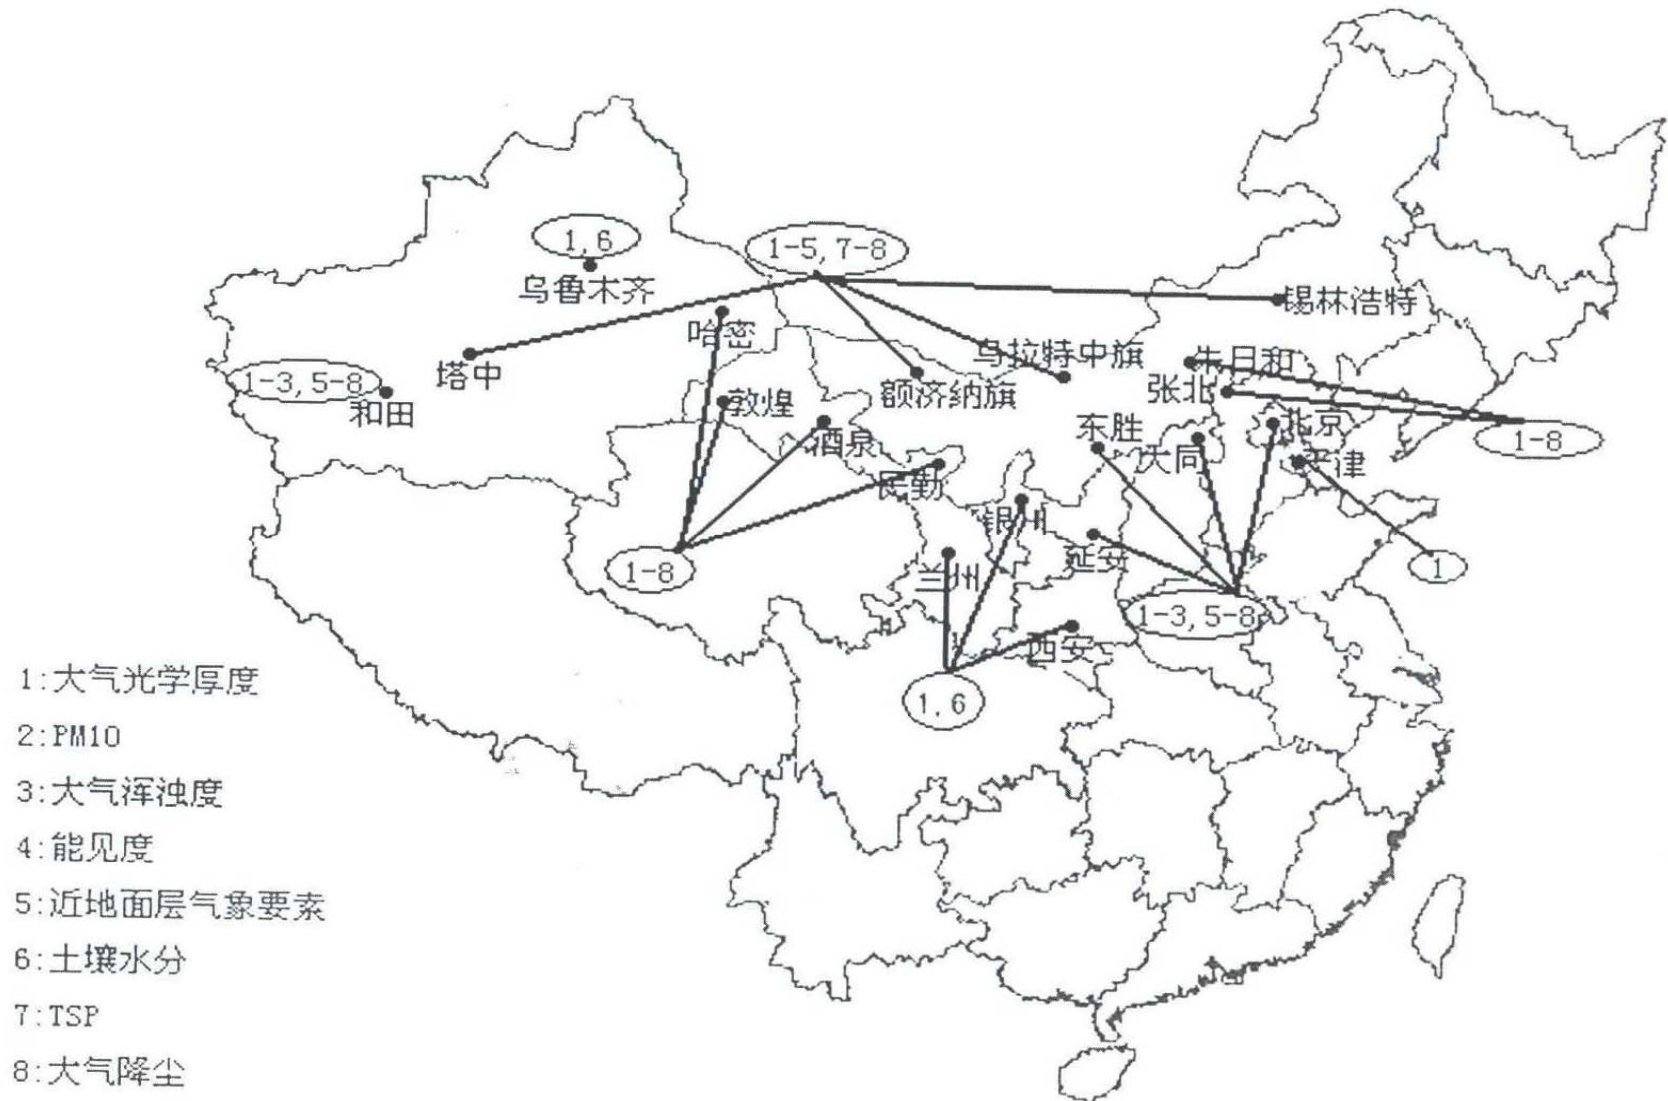 1,6
乌鲁木齐
1-5,7-8
锡林浩特
哈密
塔中
乌拉特中旗
朱日和
1-3,5-8
和田
敦煌
额济纳旗
张北
酒泉
东胜
大同
北京
1-8
民勤
天津
银川
延安
1-8
兰州
1
1-3,5-8
西安
1,6
1:大气光学厚度
2:PM10
3:大气浑浊度
4:能见度
5:近地面层气象要素
6:土壤水分
7:TSP
8:大气降尘